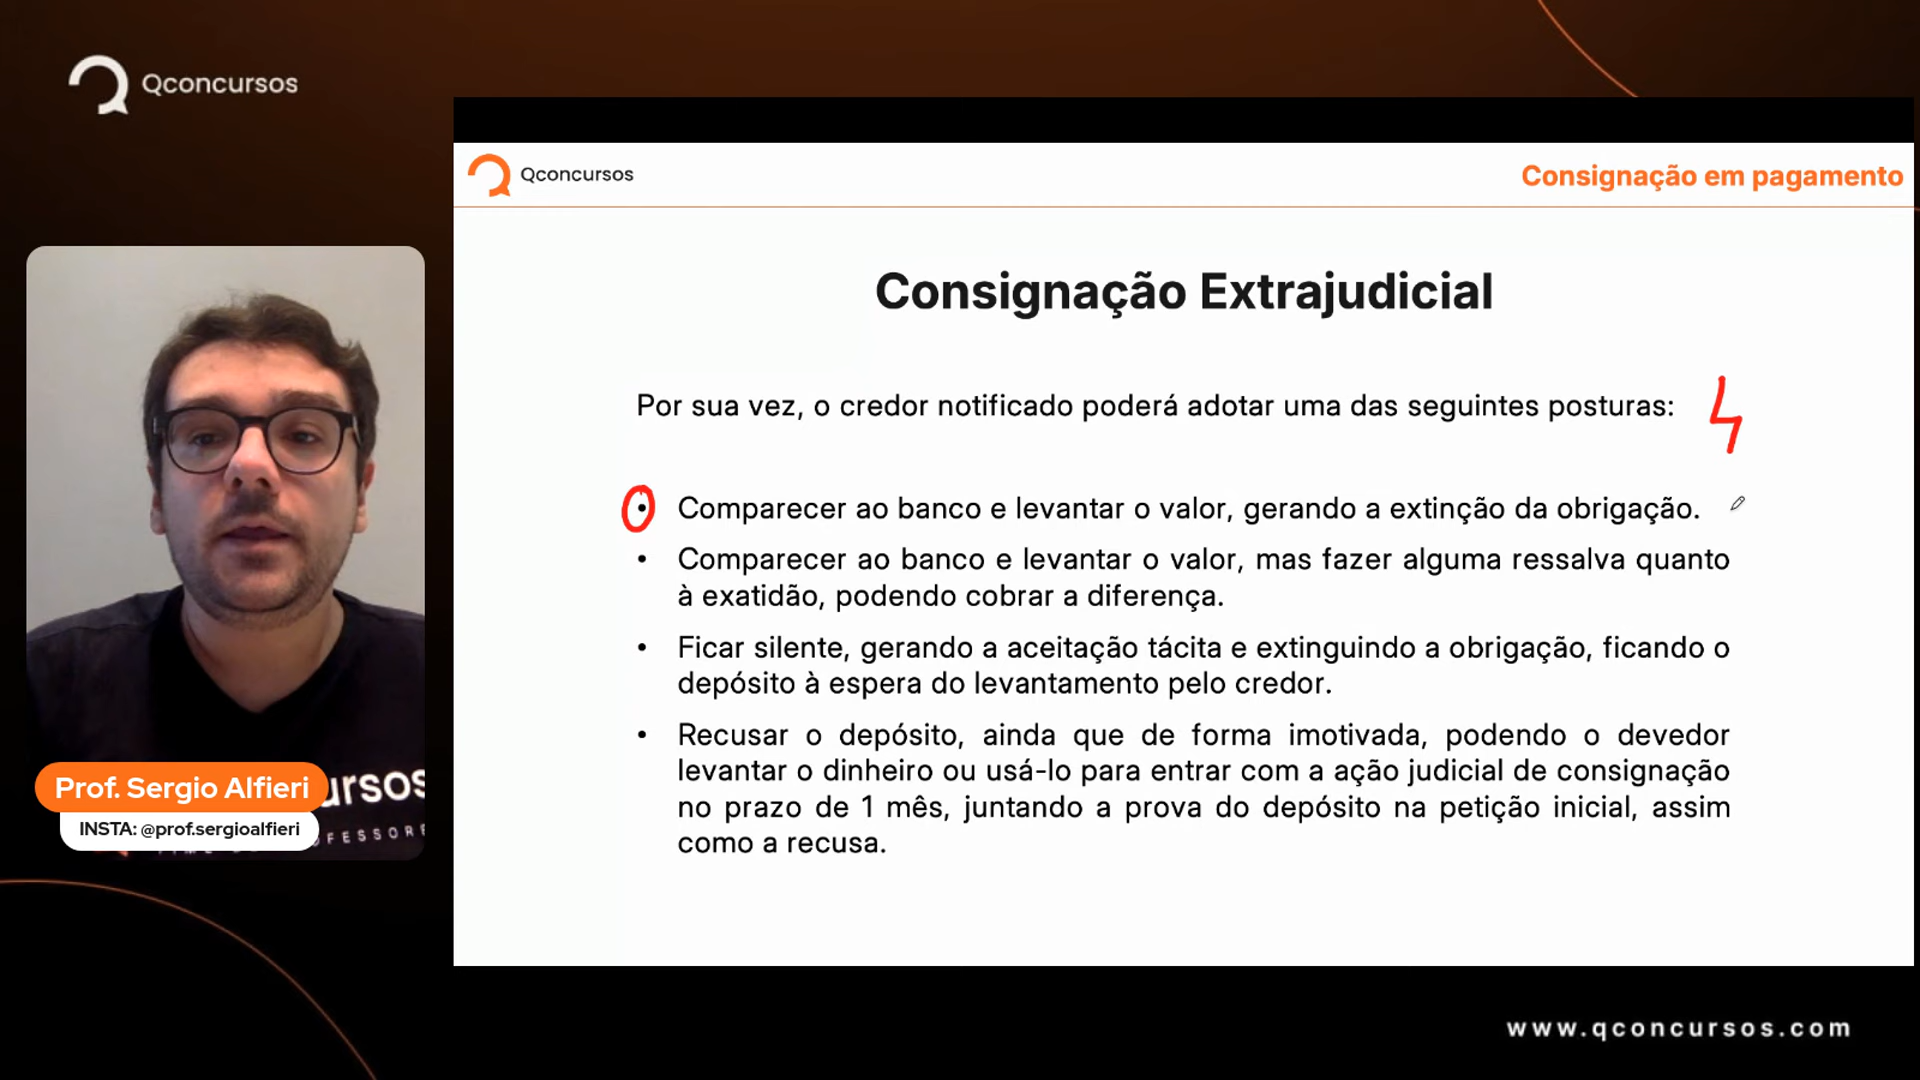 Qconcursos
Qconcursos
Consignação em pagamento
Consignação Extrajudicial
Por sua vez, o credor notificado poderá adotar uma das seguintes posturas:
4
• Comparecer ao banco e levantar o valor, gerando a extinção da obrigação.
• Comparecer ao banco e levantar o valor, mas fazer alguma ressalva quanto
à exatidão, podendo cobrar a diferença.
• Ficar silente, gerando a aceitação tácita e extinguindo a obrigação, ficando o
depósito à espera do levantamento pelo credor.
• Recusar o depósito, ainda que de forma imotivada, podendo o devedor
levantar o dinheiro ou usá-lo para entrar com a ação judicial de consignação
no prazo de 1 mês, juntando a prova do depósito na petição inicial, assim
como a recusa.
ursos
Prof. Sergio Alfieri
INSTA: @prof.sergioalfieri
www.qconcursos.com